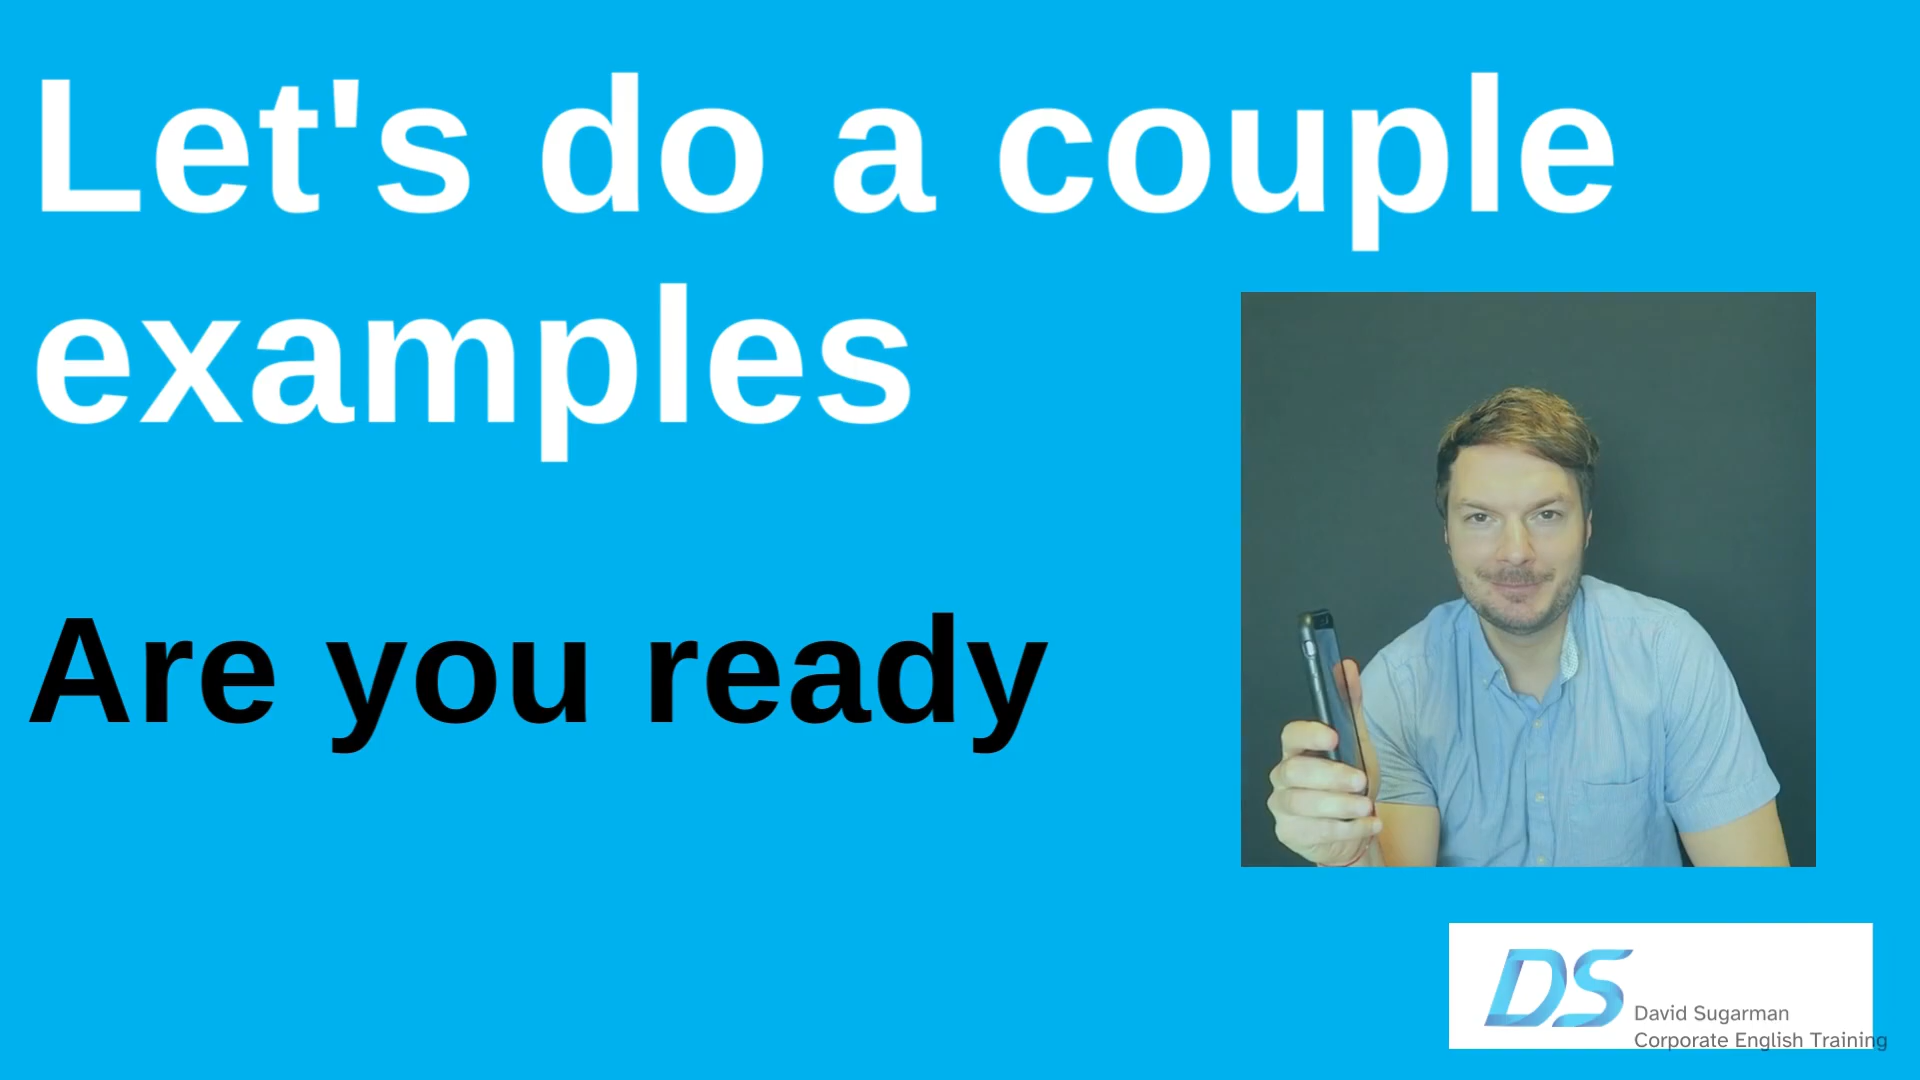 Let's do a couple
examples
Are you ready
DS
David Sugarman
Corporate English Training